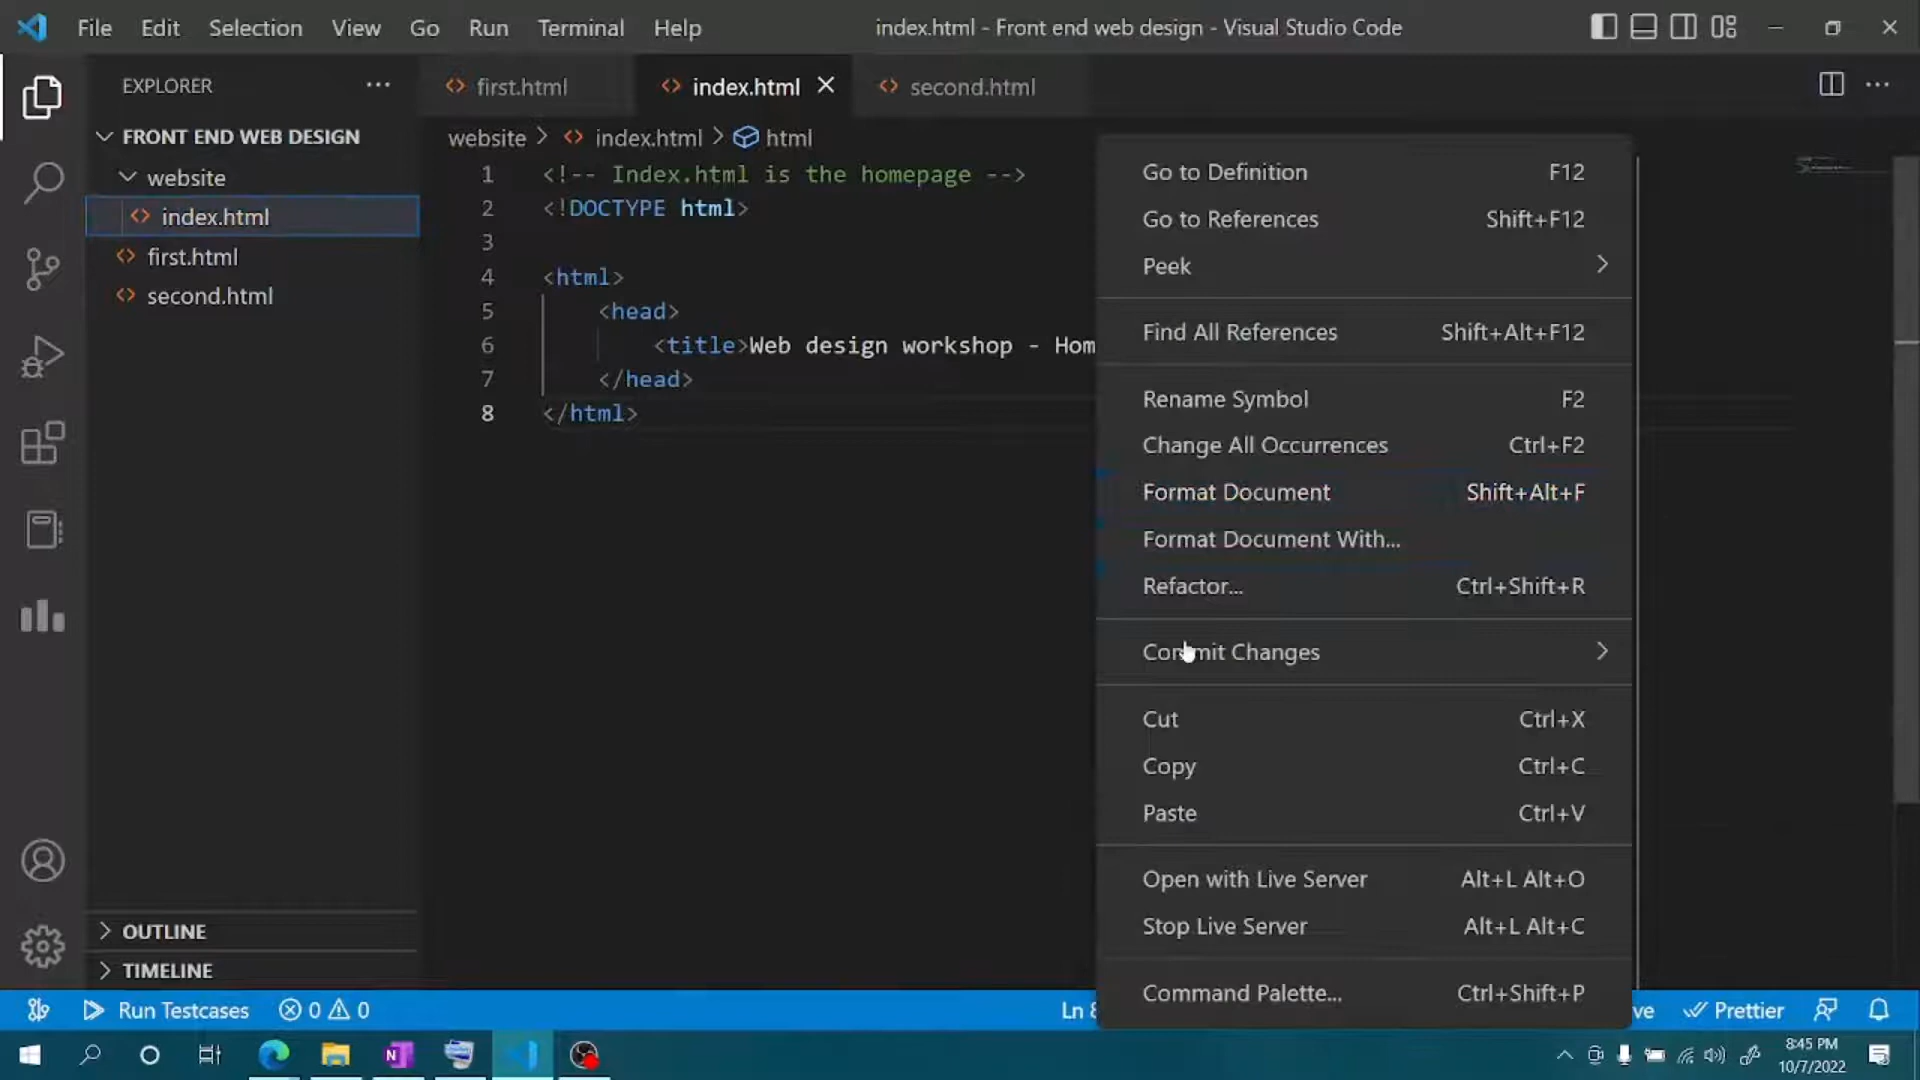 File Edit Selection View Go Run Terminal Help
index.html - Front end web design - Visual Studio Code
EXPLORER
first.html
index.html
second.html
FRONT END WEB DESIGN
website
index.html
first.html
second.html
OUTLINE
TIMELINE
website > index.html > html
1 <!-- Index.html is the homepage -->
2 <!DOCTYPE html>
3
4 <html>
5 <head>
6 <title>Web design workshop - Hom
7 </head>
8 </html>
Go to Definition F12
Go to References Shift+F12
Peek
Find All References Shift+Alt+F12
Rename Symbol F2
Change All Occurrences Ctrl+F2
Format Document Shift+Alt+F
Format Document With...
Refactor... Ctrl+Shift+R
Commit Changes
Cut Ctrl+X
Copy Ctrl+C
Paste Ctrl+V
Open with Live Server Alt+L Alt+O
Stop Live Server Alt+L Alt+C
Command Palette... Ctrl+Shift+P
Run Testcases 0 0 Ln 8 ve Prettier
N
8:45 PM
10/7/2022